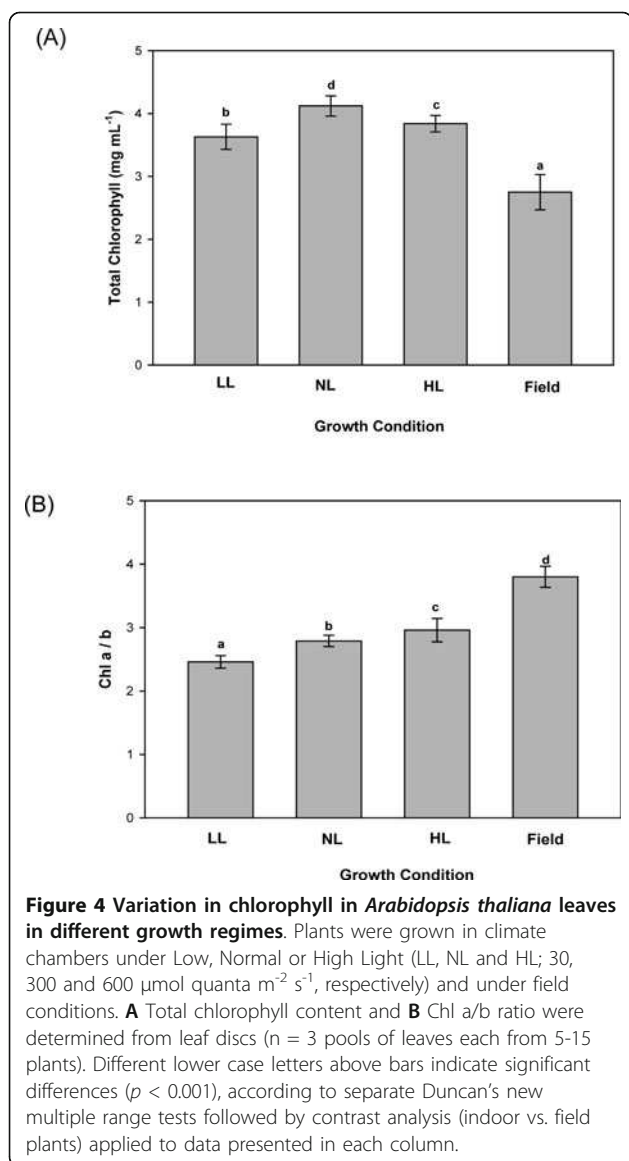 (A)
Total Chlorophyll (mg mL⁻¹)
5
4
3
2
1
0
b
d
c
a
LL NL HL Field
Growth Condition
(B)
Chl a / b
5
4
3
2
1
0
a
b
c
d
LL NL HL Field
Growth Condition
Figure 4 Variation in chlorophyll in Arabidopsis thaliana leaves
in different growth regimes. Plants were grown in climate
chambers under Low, Normal or High Light (LL, NL and HL; 30,
300 and 600 μmol quanta m⁻² s⁻¹, respectively) and under field
conditions. A Total chlorophyll content and B Chl a/b ratio were
determined from leaf discs (n = 3 pools of leaves each from 5-15
plants). Different lower case letters above bars indicate significant
differences (p < 0.001), according to separate Duncan's new
multiple range tests followed by contrast analysis (indoor vs. field
plants) applied to data presented in each column.